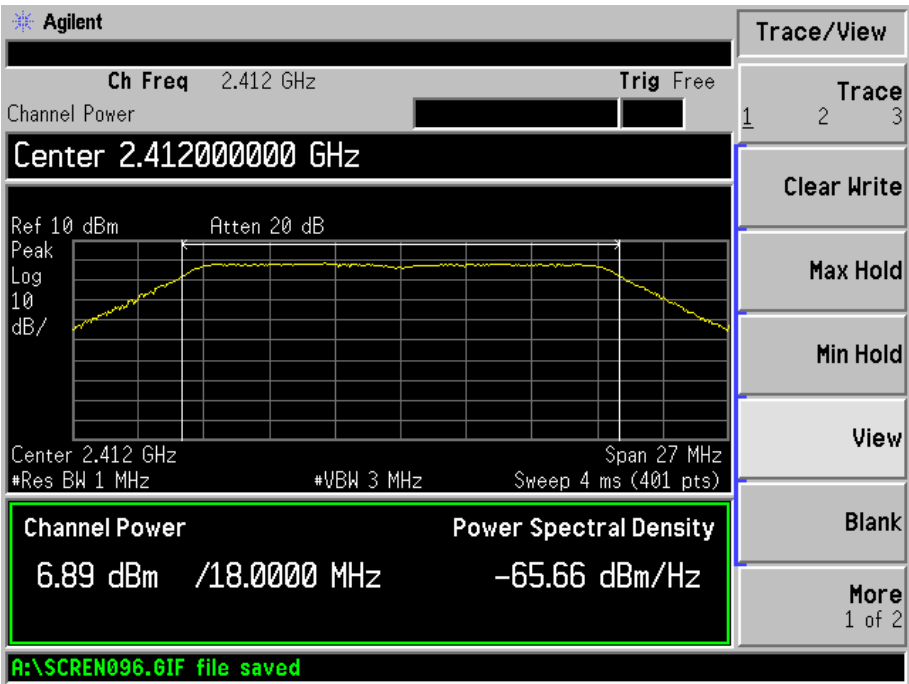 Agilent
Ch Freq 2.412 GHz Trig Free
Channel Power
Center 2.412000000 GHz
Ref 10 dBm Atten 20 dB
Peak
Log
10
dB/
Center 2.412 GHz Span 27 MHz
#Res BW 1 MHz #VBW 3 MHz Sweep 4 ms (401 pts)
Channel Power Power Spectral Density
6.89 dBm /18.0000 MHz -65.66 dBm/Hz
A:\SCREN096.GIF file saved
Trace/View
Trace
1 2 3
Clear Write
Max Hold
Min Hold
View
Blank
More
1 of 2